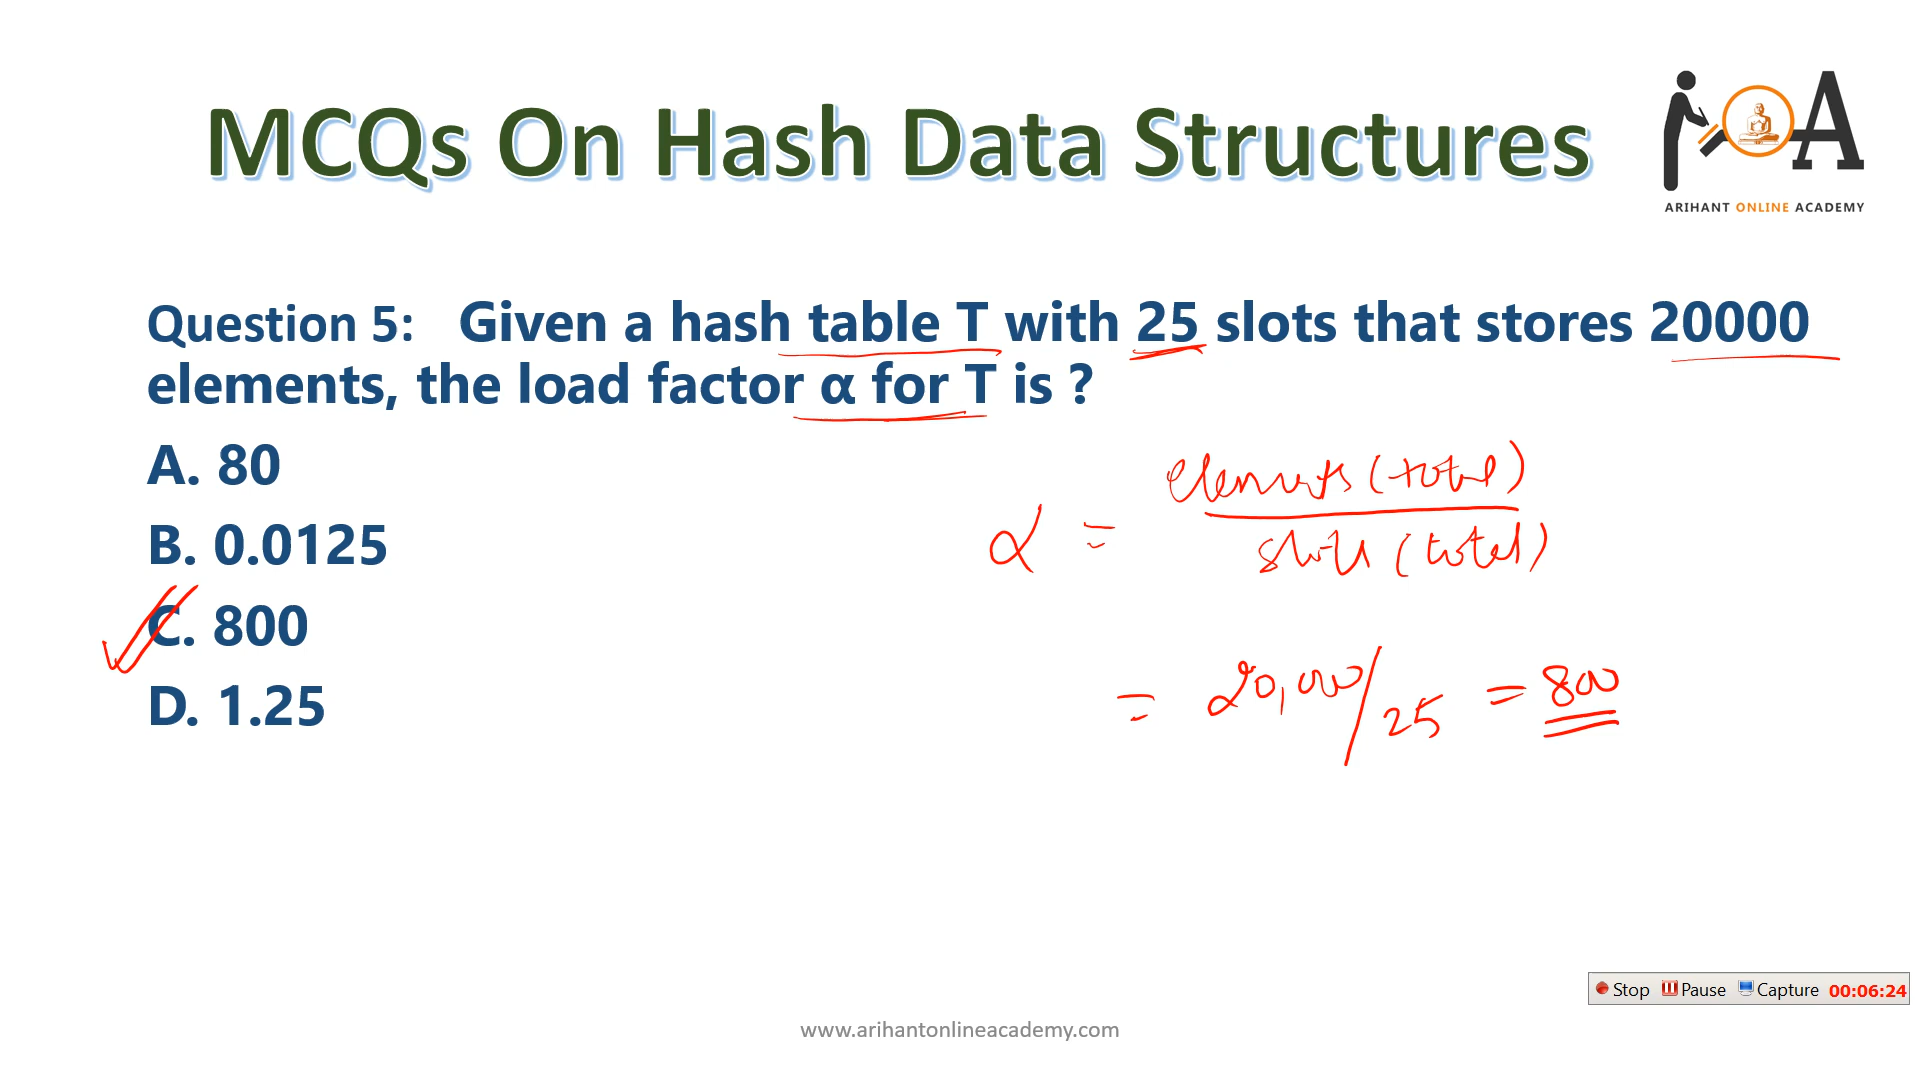 MCQs On Hash Data Structures
ARIHANT ONLINE ACADEMY
Question 5: Given a hash table T with 25 slots that stores 20000
elements, the load factor α for T is ?
A. 80
B. 0.0125
C. 800
D. 1.25
α = elements (total)
slots (total)
= 20,000/25 = 800
Stop Pause Capture 00:06:24
www.arihantonlineacademy.com